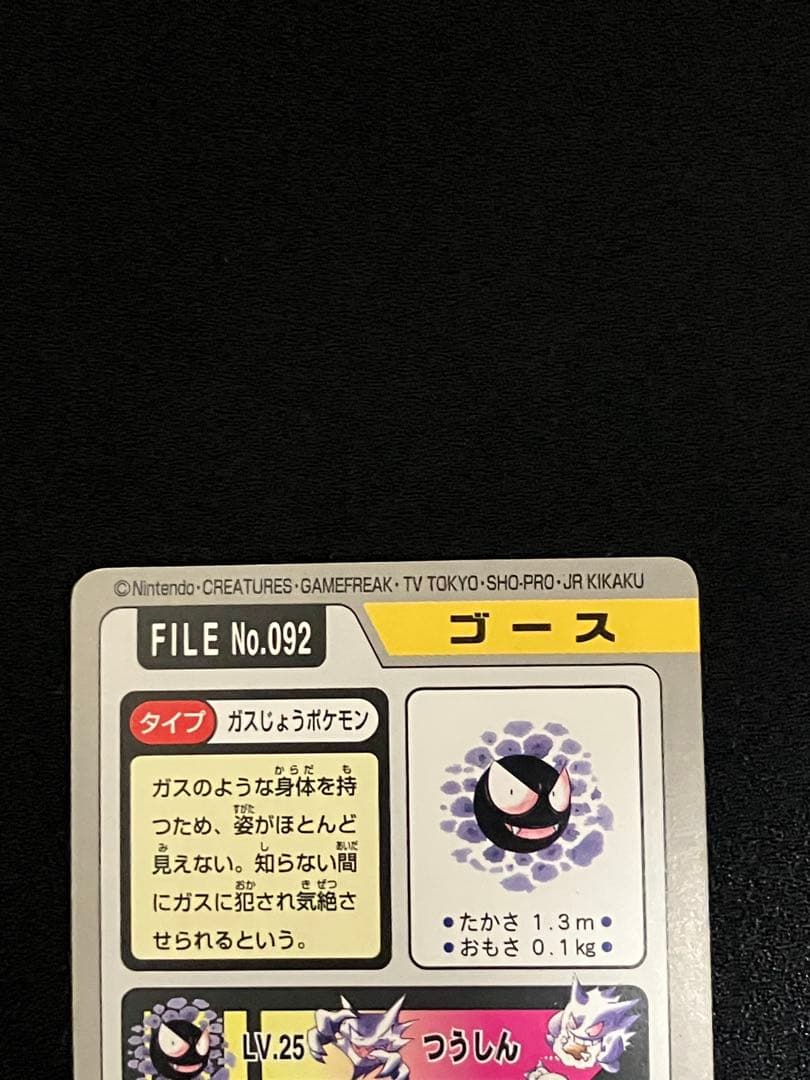 ©Nintendo・CREATURES・GAMEFREAK・TV TOKYO・SHO-PRO・JR KIKAKU
FILE No.092
ゴース
タイプ ガスじょうポケモン
ガスのような身体を持
つため、姿がほとんど
見えない。知らない間
にガスに犯され気絶さ
せられるという。
●たかさ 1.3m●
●おもさ 0.1kg●
LV.25
つうしん